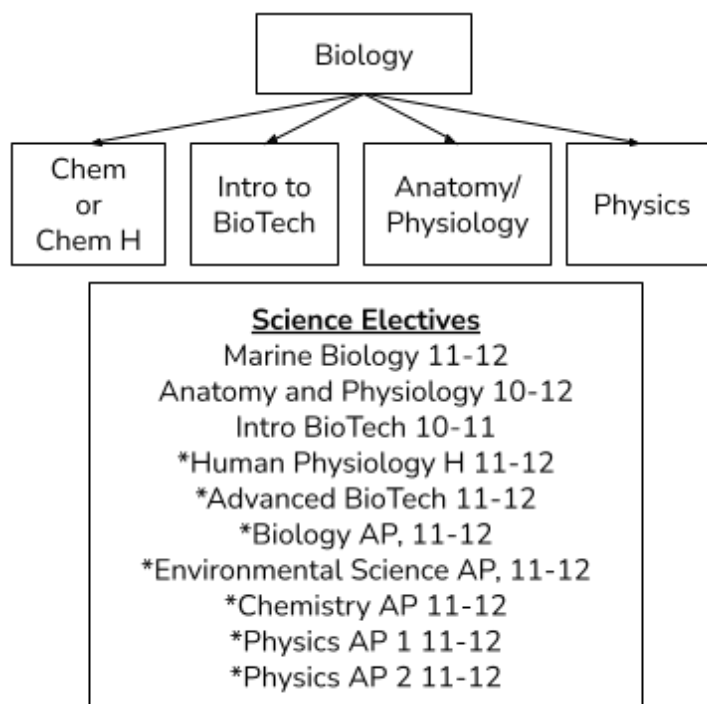 Biology
Chem
or
Chem H
Intro to
BioTech
Anatomy/
Physiology
Physics
Science Electives
Marine Biology 11-12
Anatomy and Physiology 10-12
Intro BioTech 10-11
*Human Physiology H 11-12
*Advanced BioTech 11-12
*Biology AP, 11-12
*Environmental Science AP, 11-12
*Chemistry AP 11-12
*Physics AP 1 11-12
*Physics AP 2 11-12